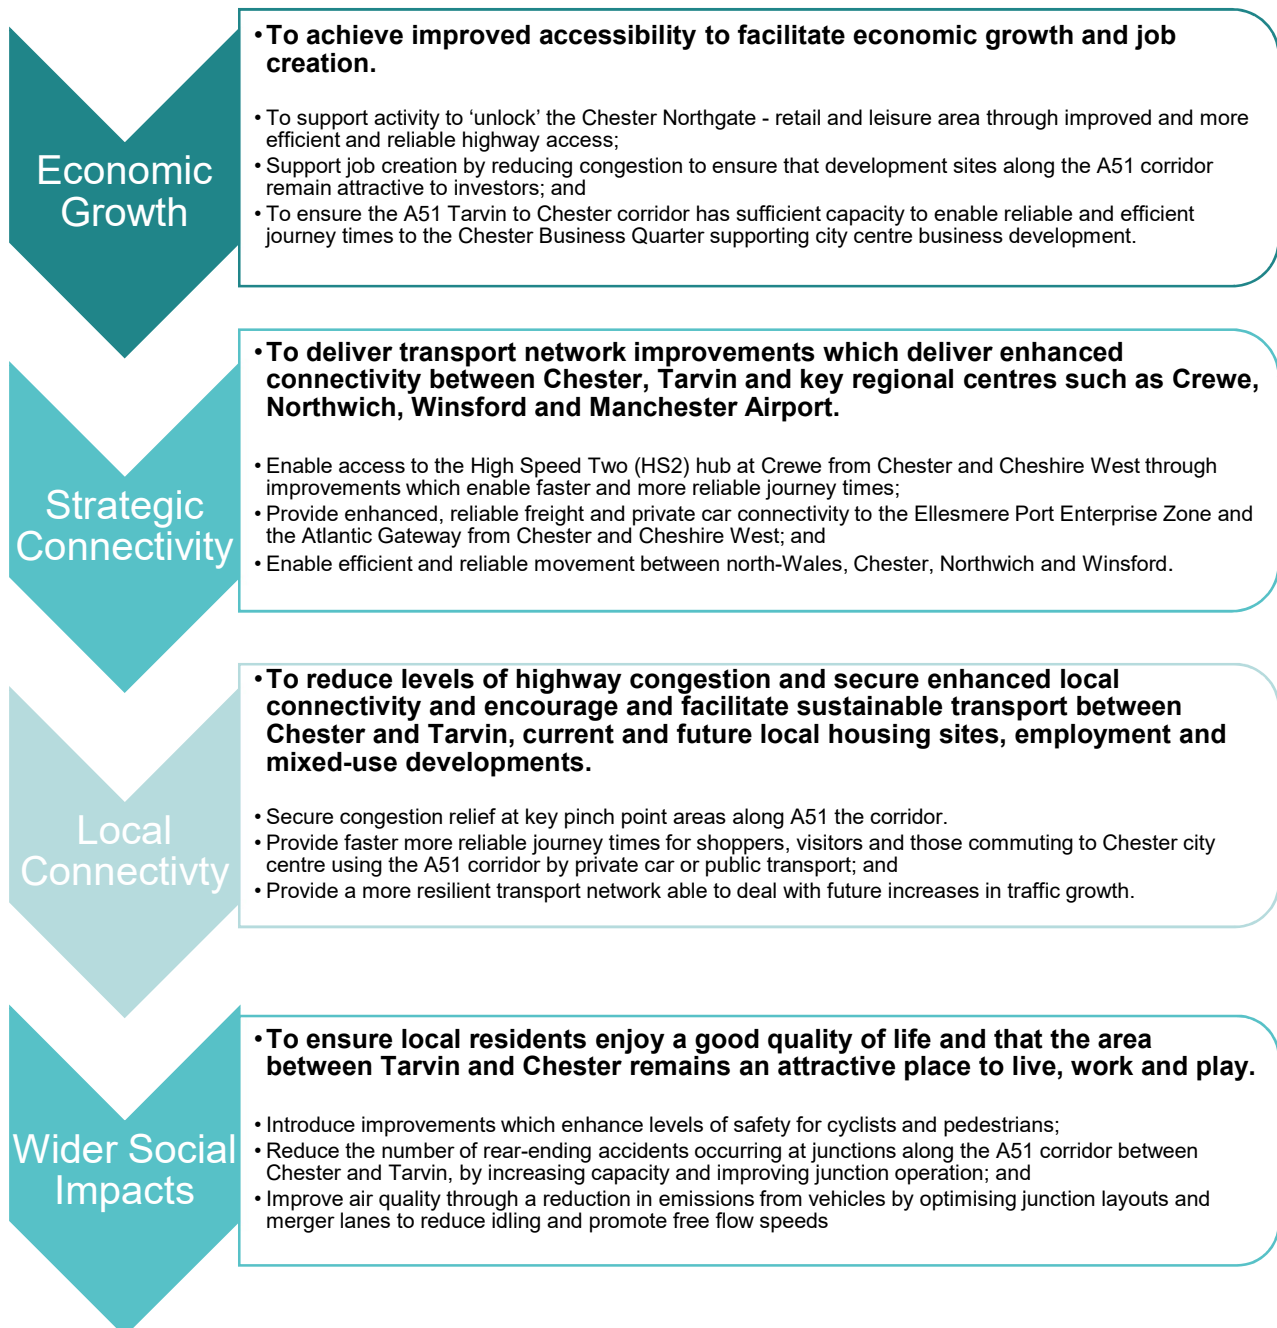 Economic
Growth
•To achieve improved accessibility to facilitate economic growth and job
creation.
• To support activity to ‘unlock’ the Chester Northgate - retail and leisure area through improved and more
efficient and reliable highway access;
• Support job creation by reducing congestion to ensure that development sites along the A51 corridor
remain attractive to investors; and
• To ensure the A51 Tarvin to Chester corridor has sufficient capacity to enable reliable and efficient
journey times to the Chester Business Quarter supporting city centre business development.
Strategic
Connectivity
•To deliver transport network improvements which deliver enhanced
connectivity between Chester, Tarvin and key regional centres such as Crewe,
Northwich, Winsford and Manchester Airport.
• Enable access to the High Speed Two (HS2) hub at Crewe from Chester and Cheshire West through
improvements which enable faster and more reliable journey times;
• Provide enhanced, reliable freight and private car connectivity to the Ellesmere Port Enterprise Zone and
the Atlantic Gateway from Chester and Cheshire West; and
• Enable efficient and reliable movement between north-Wales, Chester, Northwich and Winsford.
Local
Connectivty
•To reduce levels of highway congestion and secure enhanced local
connectivity and encourage and facilitate sustainable transport between
Chester and Tarvin, current and future local housing sites, employment and
mixed-use developments.
• Secure congestion relief at key pinch point areas along A51 the corridor.
• Provide faster more reliable journey times for shoppers, visitors and those commuting to Chester city
centre using the A51 corridor by private car or public transport; and
• Provide a more resilient transport network able to deal with future increases in traffic growth.
Wider Social
Impacts
•To ensure local residents enjoy a good quality of life and that the area
between Tarvin and Chester remains an attractive place to live, work and play.
• Introduce improvements which enhance levels of safety for cyclists and pedestrians;
• Reduce the number of rear-ending accidents occurring at junctions along the A51 corridor between
Chester and Tarvin, by increasing capacity and improving junction operation; and
• Improve air quality through a reduction in emissions from vehicles by optimising junction layouts and
merger lanes to reduce idling and promote free flow speeds